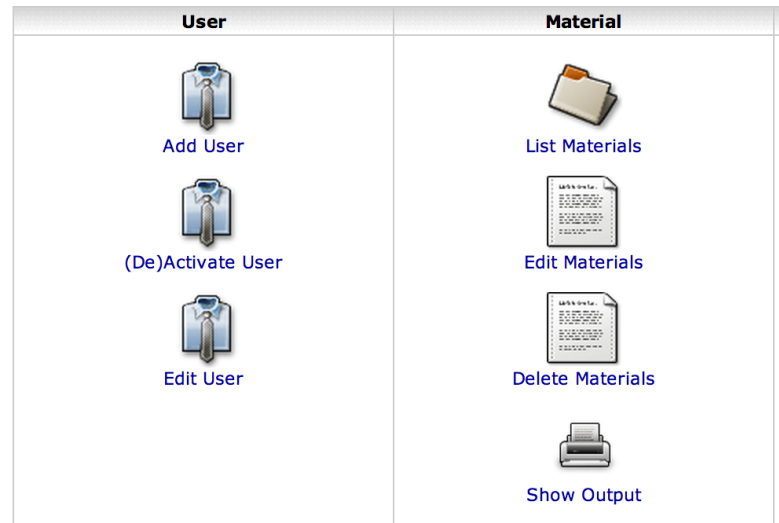 User
Material
Add User
List Materials
(De)Activate User
Edit Materials
Edit User
Delete Materials
Show Output